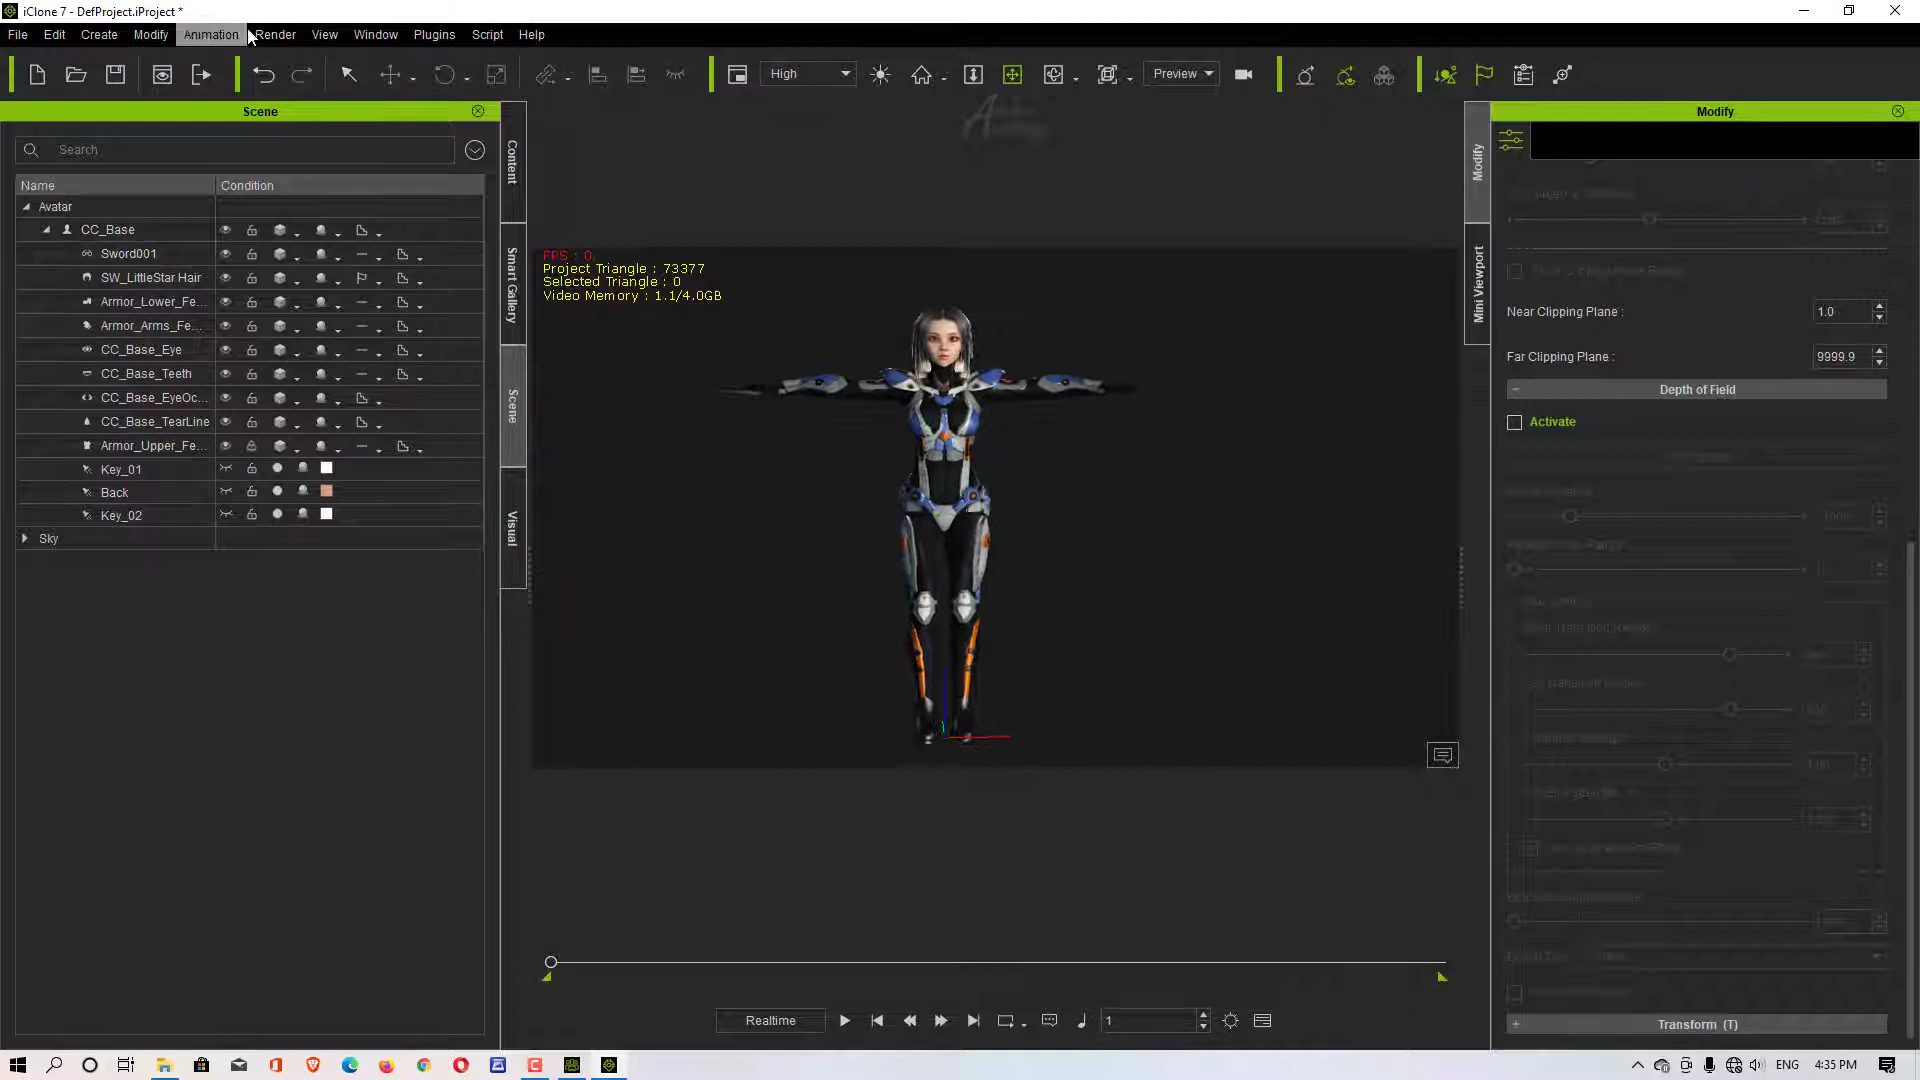 iClone 7 - DefProject.iProject *
File Edit Create Modify Animation Render View Window Plugins Script Help
High
Preview
Scene
Modify
Search
Name Condition
Avatar
CC_Base
Sword001
SW_LittleStar Hair
Armor_Lower_Fe...
Armor_Arms_Fe...
CC_Base_Eye
CC_Base_Teeth
CC_Base_EyeOc...
CC_Base_TearLine
Armor_Upper_Fe...
Key_01
Back
Key_02
Sky
Content
Smart Gallery
Scene
Visual
FPS : 0
Project Triangle : 73377
Selected Triangle : 0
Video Memory : 1.1/4.0GB
Modify
Mini Viewport
Near Clipping Plane : 1.0
Far Clipping Plane : 9999.9
Depth of Field
Activate
Transform (T)
Realtime
1
ENG 4:35 PM